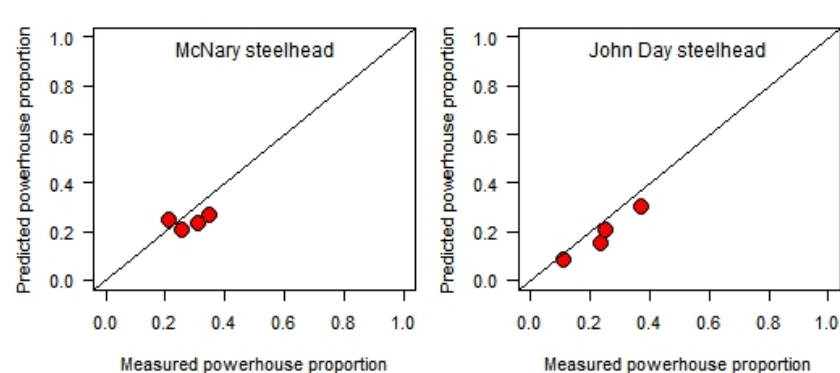 McNary steelhead
Predicted powerhouse proportion
1.0
0.8
0.6
0.4
0.2
0.0
0.0 0.2 0.4 0.6 0.8 1.0
Measured powerhouse proportion
John Day steelhead
Predicted powerhouse proportion
1.0
0.8
0.6
0.4
0.2
0.0
0.0 0.2 0.4 0.6 0.8 1.0
Measured powerhouse proportion